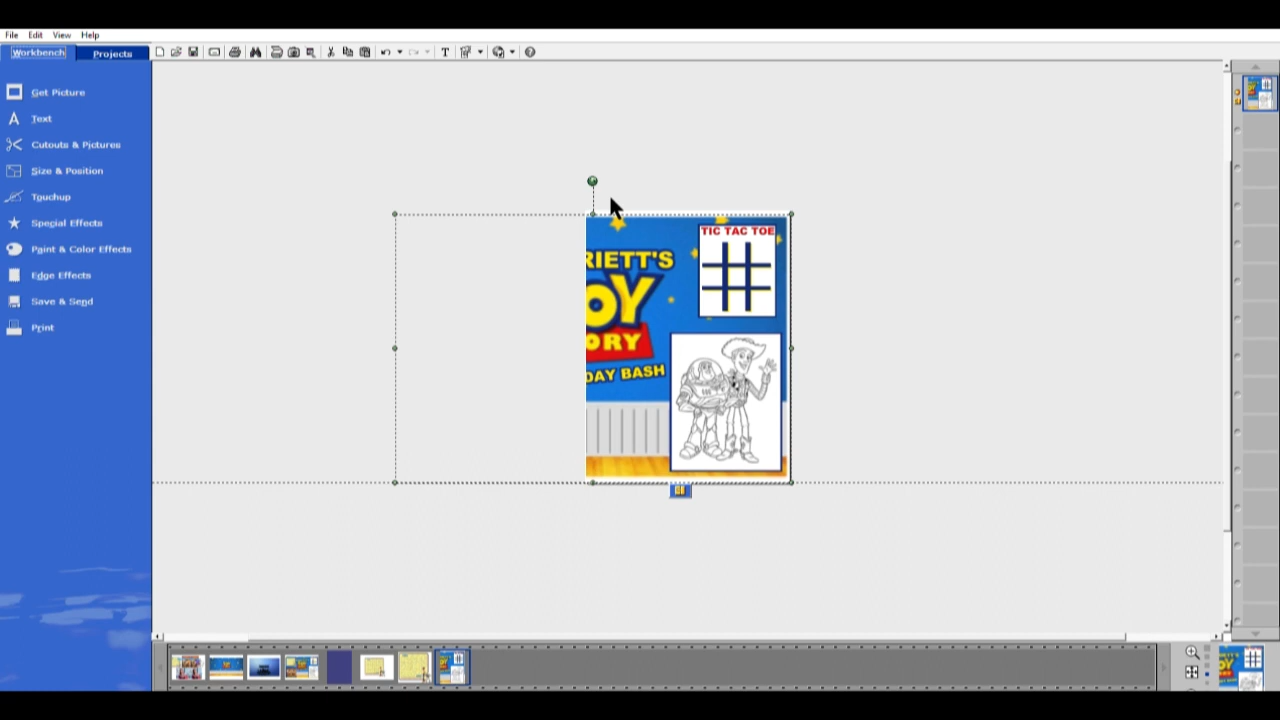 File Edit View Help
Workbench Projects
Get Picture
Text
Cutouts & Pictures
Size & Position
Touchup
Special Effects
Paint & Color Effects
Edge Effects
Save & Send
Print
TIC TAC TOE
RIETT'S
OY
ORY
DAY BASH